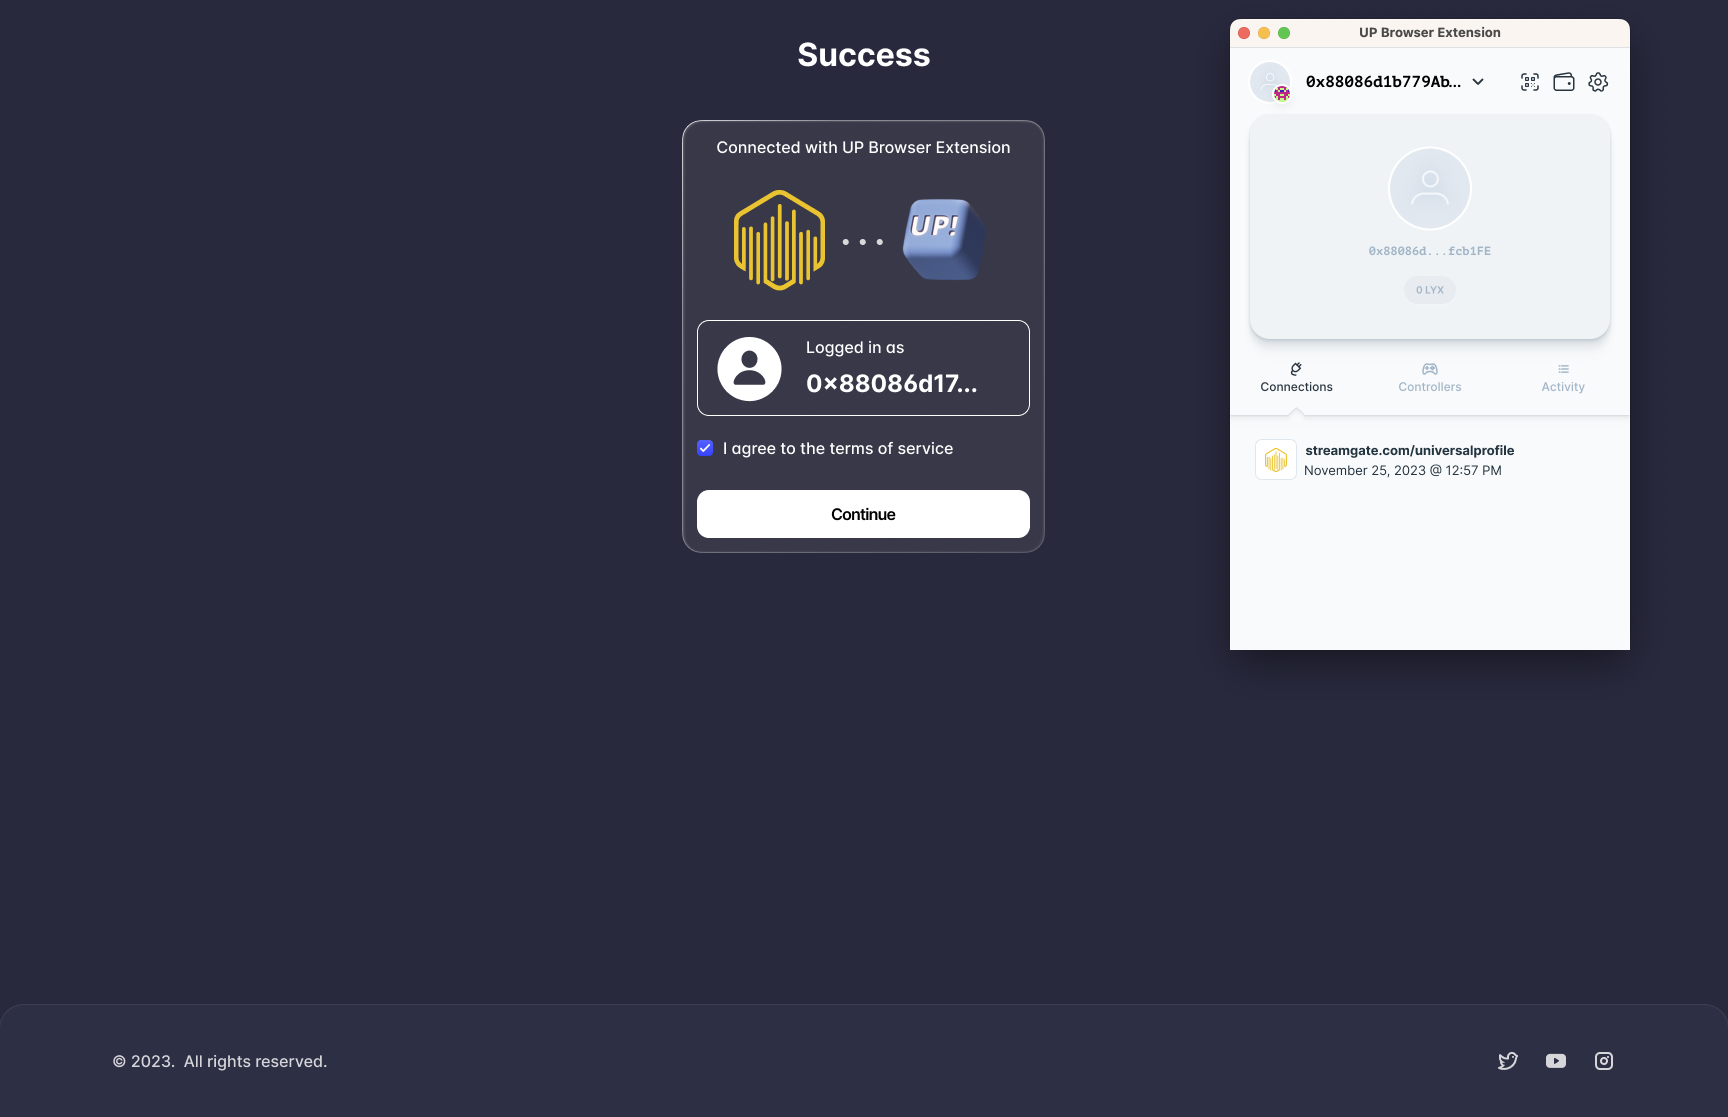 Success
Connected with UP Browser Extension
UP!
Logged in as
0x88086d17...
I agree to the terms of service
Continue
UP Browser Extension
0x88086d1b779Ab...
0x88086d...fcb1FE
0 LYX
Connections
Controllers
Activity
streamgate.com/universalprofile
November 25, 2023 @ 12:57 PM
© 2023.  All rights reserved.